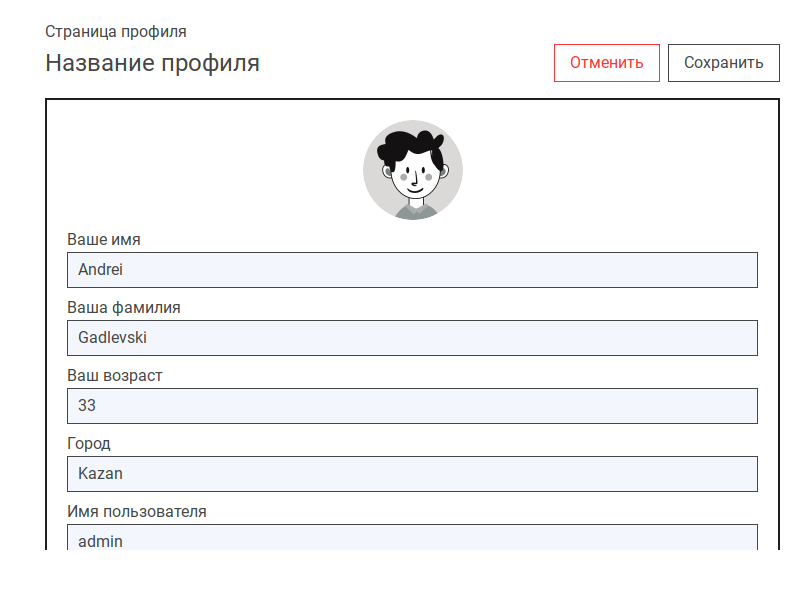 Страница профиля
Название профиля
Отменить
Сохранить
Ваше имя
Andrei
Ваша фамилия
Gadlevski
Ваш возраст
33
Город
Kazan
Имя пользователя
admin